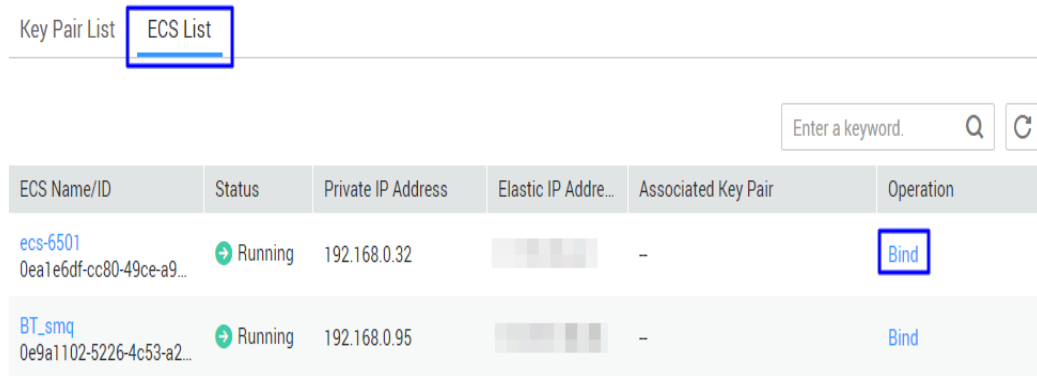 Key Pair List ECS List
Enter a keyword.
ECS Name/ID Status Private IP Address Elastic IP Addre... Associated Key Pair Operation
ecs-6501
0ea1e6df-cc80-49ce-a9... Running 192.168.0.32 -- Bind
BT_smq
0e9a1102-5226-4c53-a2... Running 192.168.0.95 -- Bind